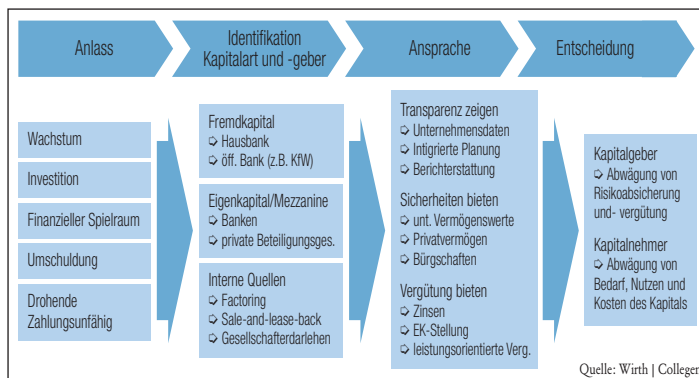 Anlass
Identifikation
Kapitalart und -geber
Ansprache
Entscheidung
Wachstum
Investition
Finanzieller Spielraum
Umschuldung
Drohende
Zahlungsunfähig
Fremdkapital
➪ Hausbank
➪ öff. Bank (z.B. KfW)
Eigenkapital/Mezzanine
➪ Banken
➪ private Beteiligungsges.
Interne Quellen
➪ Factoring
➪ Sale-and-lease-back
➪ Gesellschafterdarlehen
Transparenz zeigen
➪ Unternehmensdaten
➪ Intigrierte Planung
➪ Berichterstattung
Sicherheiten bieten
➪ unt. Vermögenswerte
➪ Privatvermögen
➪ Bürgschaften
Vergütung bieten
➪ Zinsen
➪ EK-Stellung
➪ leistungsorientierte Verg.
Kapitalgeber
➪ Abwägung von
Risikoabsicherung
und- vergütung
Kapitalnehmer
➪ Abwägung von
Bedarf, Nutzen und
Kosten des Kapitals
Quelle: Wirth | Collegen